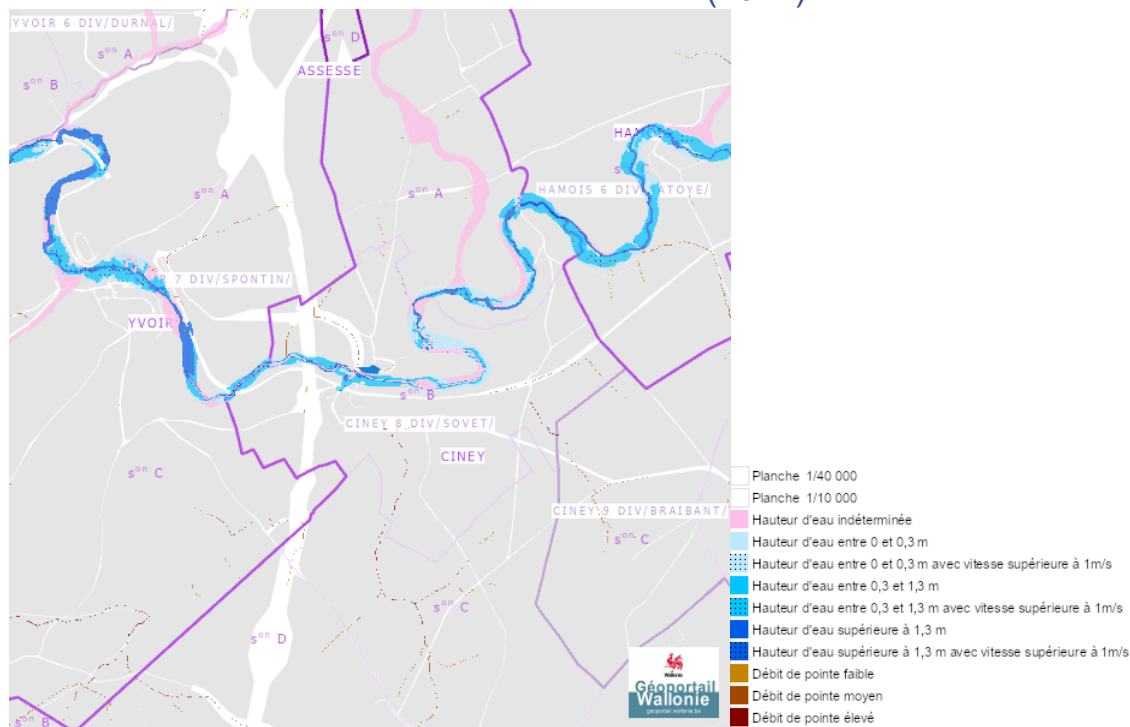 YVOIR 6 DIV/DURNAL/
sᵒⁿ D
sᵒⁿ A
ASSESSE
sᵒⁿ B
sᵒⁿ A
sᵒⁿ A
HAMOIS 6 DIV
ATOYE/
7 DIV/SPONTIN/
YVOIR
sᵒⁿ B
CINEY 8 DIV/SOVET/
CINEY
sᵒⁿ C
CINEY 9 DIV/BRAIBANT/
sᵒⁿ C
sᵒⁿ C
sᵒⁿ D
sᵒⁿ B
Wallonie
Géoportail
Wallonie
geoportail.wallonie.be
Planche 1/40 000
Planche 1/10 000
Hauteur d'eau indéterminée
Hauteur d'eau entre 0 et 0,3 m
Hauteur d'eau entre 0 et 0,3 m avec vitesse supérieure à 1m/s
Hauteur d'eau entre 0,3 et 1,3 m
Hauteur d'eau entre 0,3 et 1,3 m avec vitesse supérieure à 1m/s
Hauteur d'eau supérieure à 1,3 m
Hauteur d'eau supérieure à 1,3 m avec vitesse supérieure à 1m/s
Débit de pointe faible
Débit de pointe moyen
Débit de pointe élevé